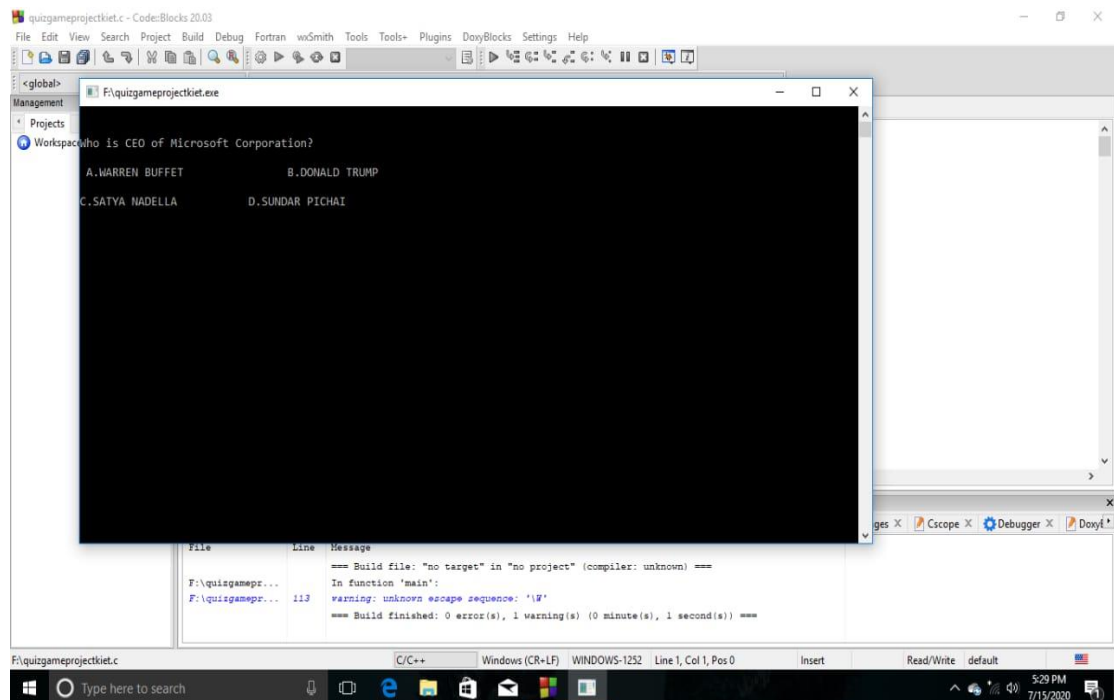 quizgameprojectkiet.c - Code::Blocks 20.03
File Edit View Search Project Build Debug Fortran wxSmith Tools Tools+ Plugins DoxyBlocks Settings Help
<global>
F:\quizgameprojectkiet.exe
Management
Projects
Workspac
Who is CEO of Microsoft Corporation?
A.WARREN BUFFET B.DONALD TRUMP
C.SATYA NADELLA D.SUNDAR PICHAI
ges X Cscope X Debugger X DoxyB
File Line Message
=== Build file: "no target" in "no project" (compiler: unknown) ===
F:\quizgamepr... In function 'main':
F:\quizgamepr... 113 warning: unknown escape sequence: '\W'
=== Build finished: 0 error(s), 1 warning(s) (0 minute(s), 1 second(s)) ===
F:\quizgameprojectkiet.c C/C++ Windows (CR+LF) WINDOWS-1252 Line 1, Col 1, Pos 0 Insert Read/Write default
Type here to search
5:29 PM
7/15/2020